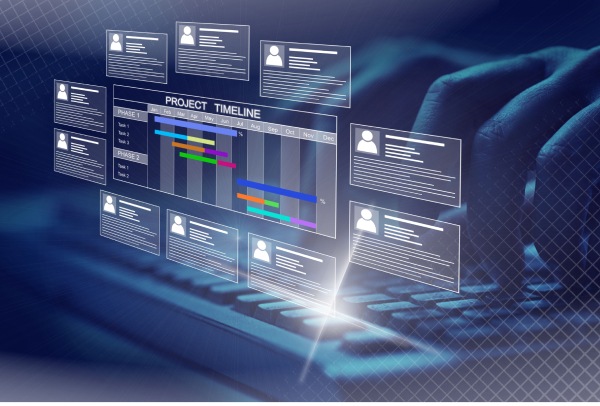 PROJECT TIMELINE
Jan Feb Mar Apr May Jun Jul Aug Sep Oct Nov Dec
PHASE 1
%
Task 1
Task 2
Task 3
PHASE 2
Task 1
%
Task 2